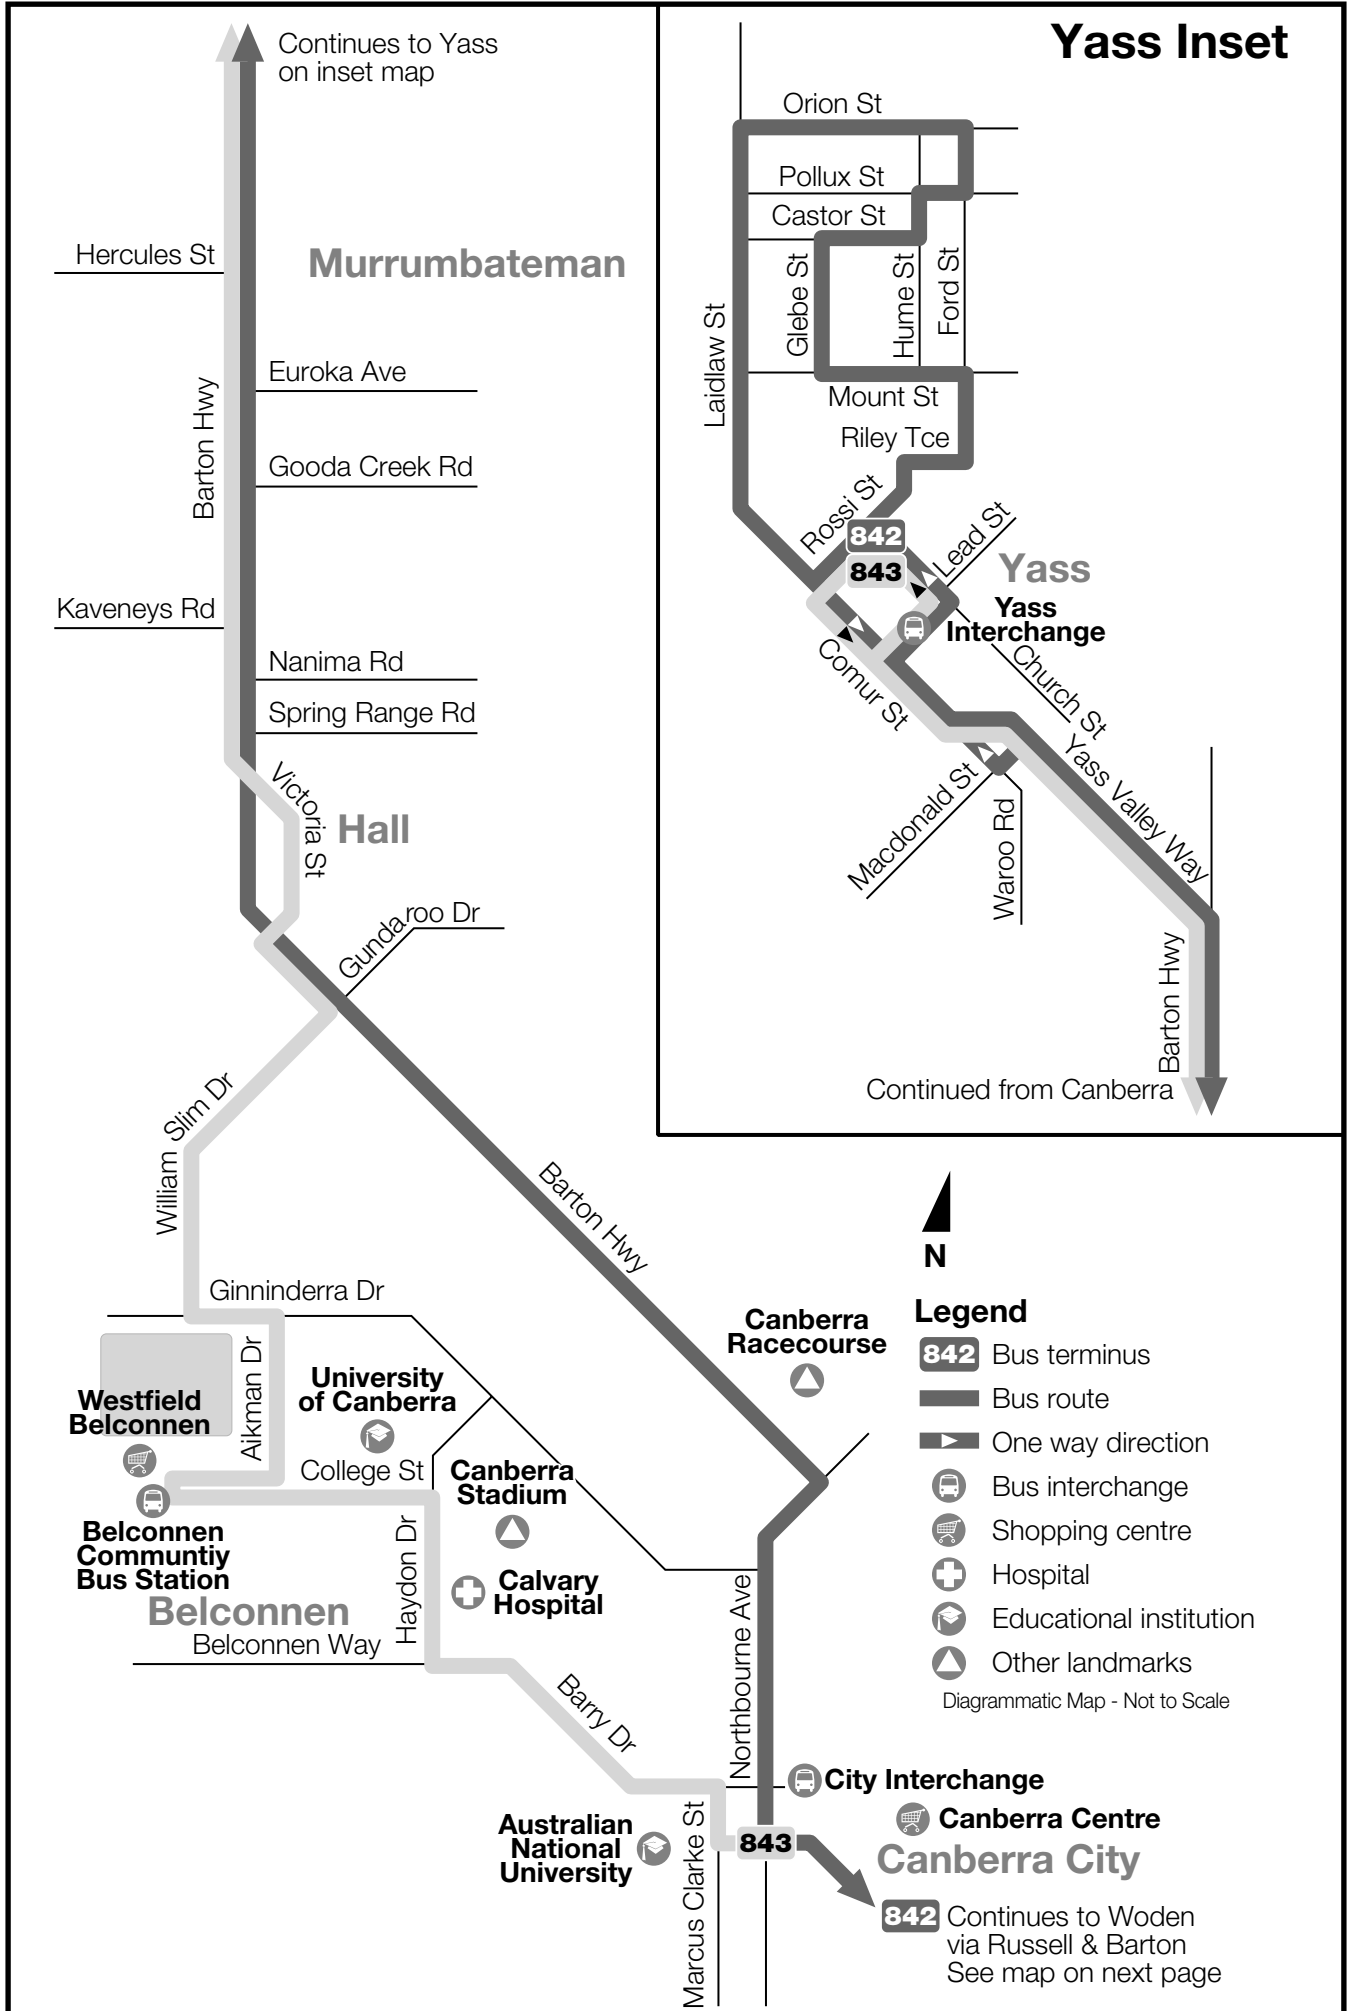 Continues to Yass
on inset map
Yass Inset
Orion St
Pollux St
Castor St
Glebe St
Hume St
Ford St
Laidlaw St
Mount St
Riley Tce
Rossi St
842
843
Lead St
Yass
Yass
Interchange
Comur St
Church St
Yass Valley Way
Macdonald St
Waroo Rd
Barton Hwy
Continued from Canberra
Hercules St
Murrumbateman
Euroka Ave
Barton Hwy
Gooda Creek Rd
Kaveneys Rd
Nanima Rd
Spring Range Rd
Victoria St
Hall
Gundaroo Dr
William Slim Dr
Barton Hwy
Ginninderra Dr
Aikman Dr
Westfield
Belconnen
University
of Canberra
College St
Canberra
Stadium
Canberra
Racecourse
Belconnen
Communtiy
Bus Station
Belconnen
Belconnen Way
Haydon Dr
Calvary
Hospital
Barry Dr
Northbourne Ave
Australian
National
University
Marcus Clarke St
843
City Interchange
Canberra Centre
Canberra City
842 Continues to Woden
via Russell & Barton
See map on next page
N
Legend
842 Bus terminus
Bus route
One way direction
Bus interchange
Shopping centre
Hospital
Educational institution
Other landmarks
Diagrammatic Map - Not to Scale